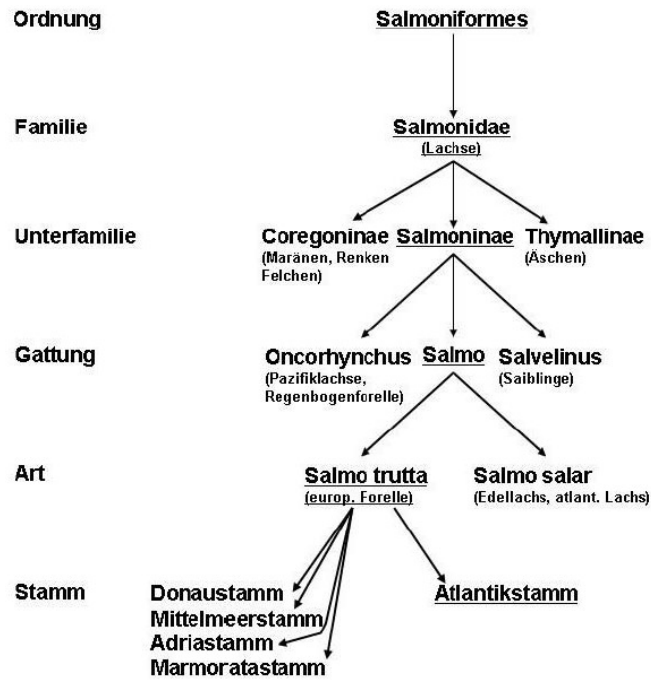 Ordnung Salmoniformes
Familie Salmonidae
(Lachse)
Unterfamilie Coregoninae Salmoninae Thymallinae
(Maränen, Renken (Äschen)
Felchen)
Gattung Oncorhynchus Salmo Salvelinus
(Pazifiklachse, (Saiblinge)
Regenbogenforelle)
Art Salmo trutta Salmo salar
(europ. Forelle) (Edellachs, atlant. Lachs)
Stamm Donaustamm Atlantikstamm
Mittelmeerstamm
Adriastamm
Marmoratastamm